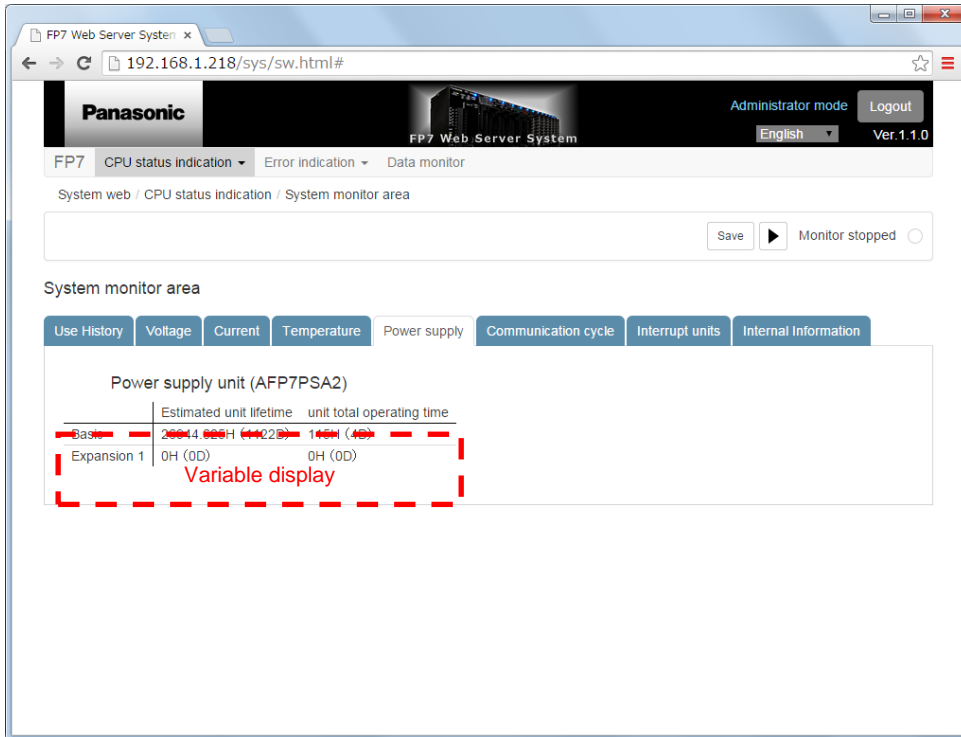 FP7 Web Server System
192.168.1.218/sys/sw.html#
Panasonic
FP7 Web Server System
Administrator mode
Logout
English
Ver.1.1.0
FP7 CPU status indication Error indication Data monitor
System web / CPU status indication / System monitor area
Save Monitor stopped
System monitor area
Use History Voltage Current Temperature Power supply Communication cycle Interrupt units Internal Information
Power supply unit (AFP7PSA2)
Estimated unit lifetime unit total operating time
Basic
Expansion 1 0H (0D) 0H (0D)
Variable display